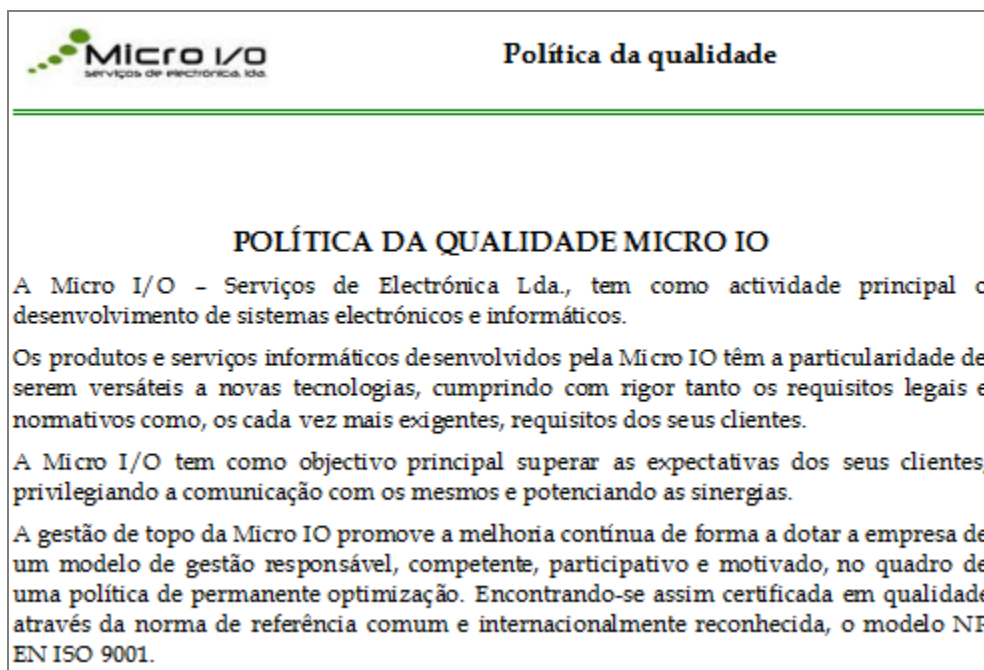 Micro I/O
serviços de electrónica, lda.
Política da qualidade
POLÍTICA DA QUALIDADE MICRO IO
A Micro I/O – Serviços de Electrónica Lda., tem como actividade principal o
desenvolvimento de sistemas electrónicos e informáticos.
Os produtos e serviços informáticos desenvolvidos pela Micro IO têm a particularidade de
serem versáteis a novas tecnologias, cumprindo com rigor tanto os requisitos legais e
normativos como, os cada vez mais exigentes, requisitos dos seus clientes.
A Micro I/O tem como objectivo principal superar as expectativas dos seus clientes,
privilegiando a comunicação com os mesmos e potenciando as sinergias.
A gestão de topo da Micro IO promove a melhoria contínua de forma a dotar a empresa de
um modelo de gestão responsável, competente, participativo e motivado, no quadro de
uma política de permanente optimização. Encontrando-se assim certificada em qualidade
através da norma de referência comum e internacionalmente reconhecida, o modelo NP
EN ISO 9001.